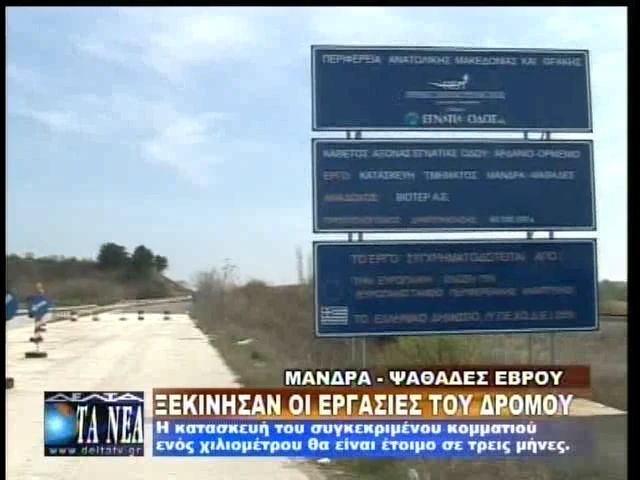 ΠΕΡΙΦΕΡΕΙΑ ΑΝΑΤΟΛΙΚΗΣ ΜΑΚΕΔΟΝΙΑΣ ΚΑΙ ΘΡΑΚΗΣ
ΕΓΝΑΤΙΑ ΟΔΟΣ
ΚΑΘΕΤΟΣ ΑΞΟΝΑΣ ΕΓΝΑΤΙΑΣ ΟΔΟΥ: ΑΡΔΑΝΙΟ-ΟΡΜΕΝΙΟ
ΕΡΓΟ: ΚΑΤΑΣΚΕΥΗ ΤΜΗΜΑΤΟΣ ΜΑΝΔΡΑ-ΨΑΘΑΔΕΣ
ΑΝΑΔΟΧΟΣ: ΒΙΟΤΕΡ Α.Ε.
ΤΟ ΕΡΓΟ ΣΥΓΧΡΗΜΑΤΟΔΟΤΕΙΤΑΙ ΑΠΟ:
ΤΗΝ ΕΥΡΩΠΑΪΚΗ ΕΝΩΣΗ
ΤΟ ΕΛΛΗΝΙΚΟ ΔΗΜΟΣΙΟ
ΜΑΝΔΡΑ - ΨΑΘΑΔΕΣ ΕΒΡΟΥ
ΔΕΛΤΑ
ΤΑ ΝΕΑ
www.deltatv.gr
ΞΕΚΙΝΗΣΑΝ ΟΙ ΕΡΓΑΣΙΕΣ ΤΟΥ ΔΡΟΜΟΥ
Η κατασκευή του συγκεκριμένου κομματιού
ενός χιλιομέτρου θα είναι έτοιμο σε τρεις μήνες.